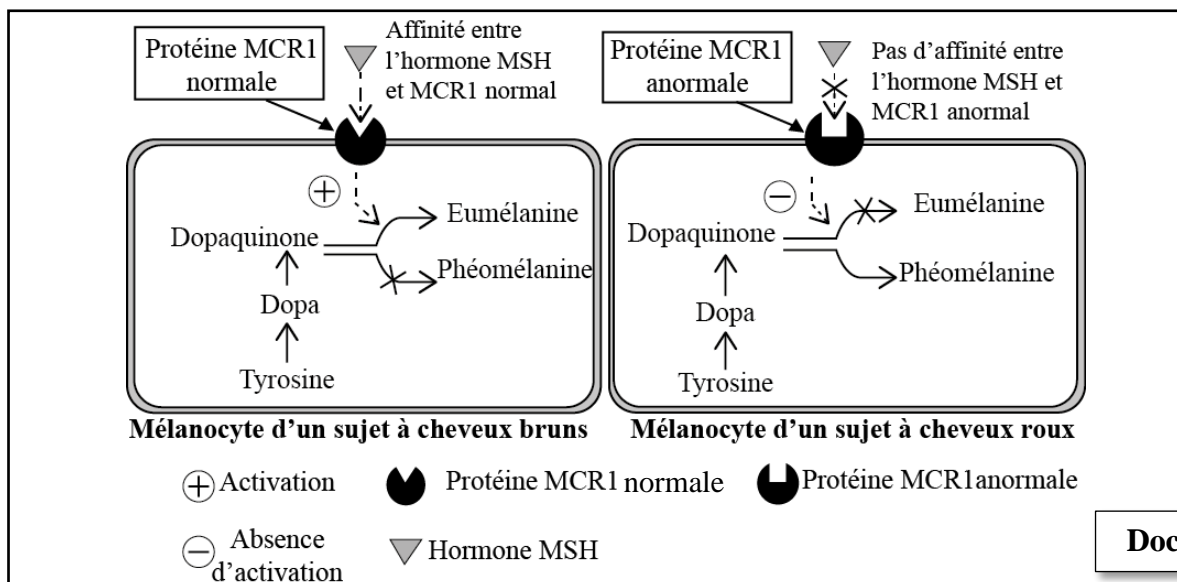 Protéine MCR1
normale
Affinité entre
l'hormone MSH
et MCR1 normal
Eumélanine
Dopaquinone
Phéomélanine
Dopa
Tyrosine
Mélanocyte d'un sujet à cheveux bruns
Protéine MCR1
anormale
Pas d'affinité entre
l'hormone MSH et
MCR1 anormal
Eumélanine
Dopaquinone
Phéomélanine
Dopa
Tyrosine
Mélanocyte d'un sujet à cheveux roux
+ Activation
Protéine MCR1 normale
Protéine MCR1anormale
− Absence
d'activation
Hormone MSH
Doc